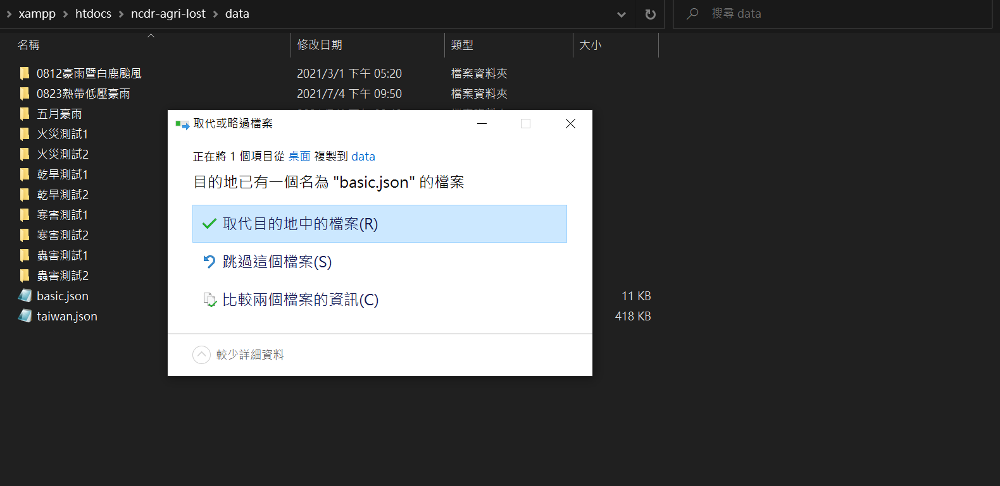 xampp > htdocs > ncdr-agri-lost > data
搜尋 data
名稱 修改日期 類型 大小
0812豪雨暨白鹿颱風 2021/3/1 下午 05:20 檔案資料夾
0823熱帶低壓豪雨 2021/7/4 下午 09:50 檔案資料夾
五月豪雨
火災測試1
火災測試2
乾旱測試1
乾旱測試2
寒害測試1
寒害測試2
蟲害測試1
蟲害測試2
basic.json 11 KB
taiwan.json 418 KB
取代或略過檔案
正在將 1 個項目從 桌面 複製到 data
目的地已有一個名為 "basic.json" 的檔案
取代目的地中的檔案(R)
跳過這個檔案(S)
比較兩個檔案的資訊(C)
較少詳細資料